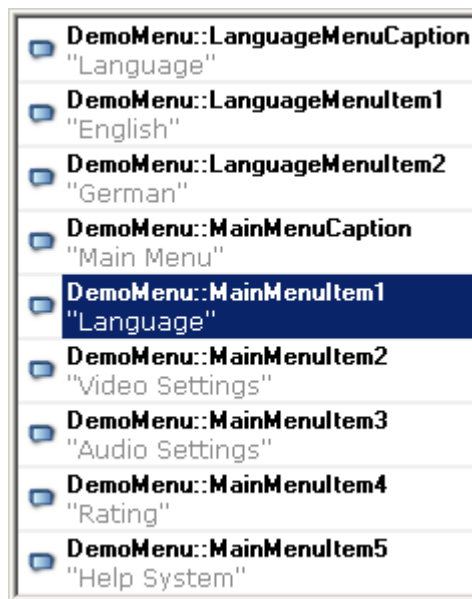 DemoMenu::LanguageMenuCaption
"Language"
DemoMenu::LanguageMenuItem1
"English"
DemoMenu::LanguageMenuItem2
"German"
DemoMenu::MainMenuCaption
"Main Menu"
DemoMenu::MainMenuItem1
"Language"
DemoMenu::MainMenuItem2
"Video Settings"
DemoMenu::MainMenuItem3
"Audio Settings"
DemoMenu::MainMenuItem4
"Rating"
DemoMenu::MainMenuItem5
"Help System"